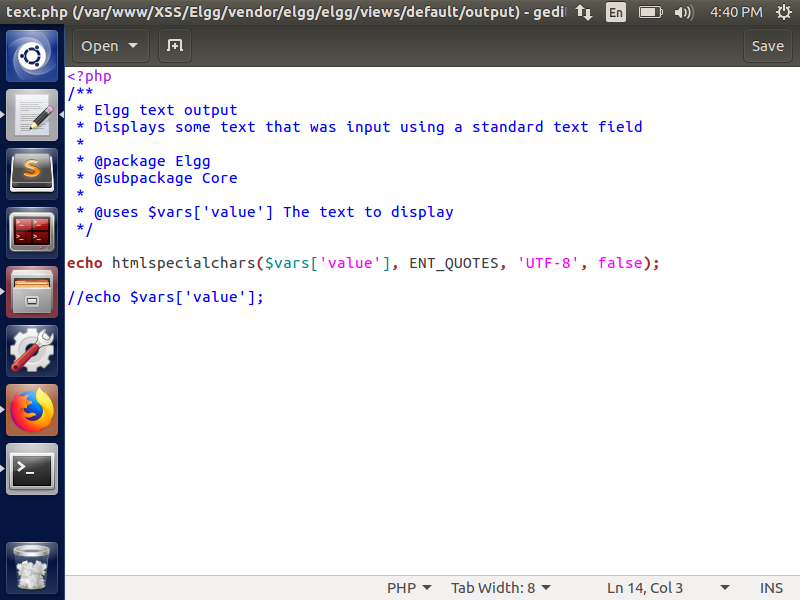 text.php (/var/www/XSS/Elgg/vendor/elgg/elgg/views/default/output) - gedi
En
4:40 PM
Open
Save
<?php
/**
 * Elgg text output
 * Displays some text that was input using a standard text field
 *
 * @package Elgg
 * @subpackage Core
 *
 * @uses $vars['value'] The text to display
 */
echo htmlspecialchars($vars['value'], ENT_QUOTES, 'UTF-8', false);
//echo $vars['value'];
PHP
Tab Width: 8
Ln 14, Col 3
INS